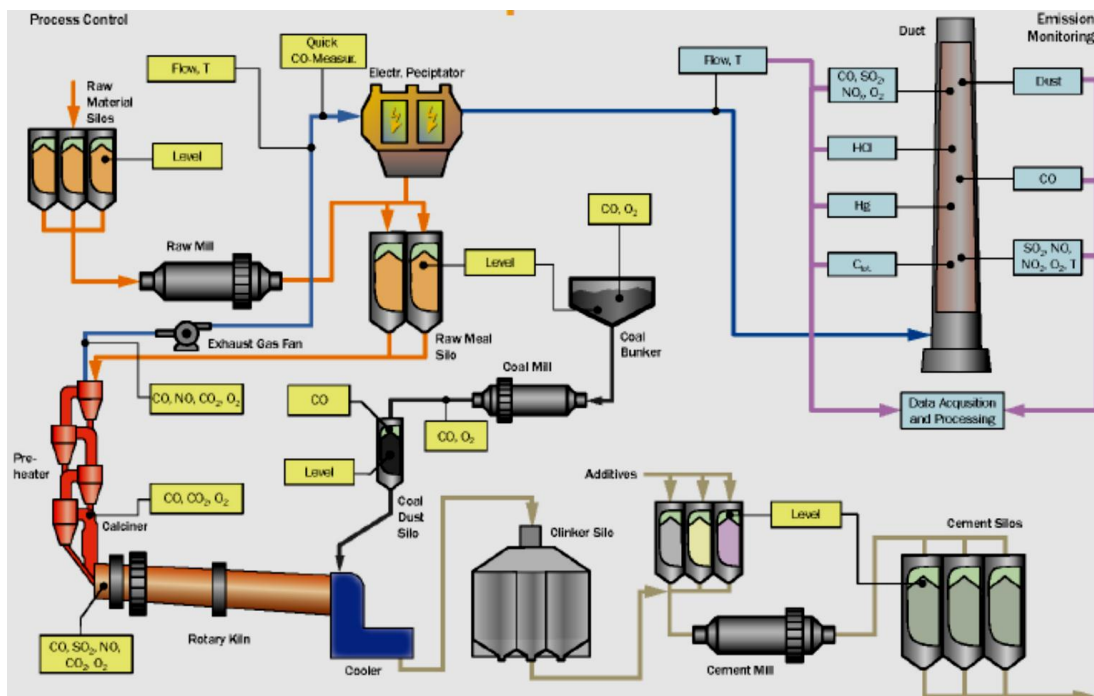 Process Control
Quick
CO-Measur.
Flow, T
Electr. Peciptator
Flow, T
Duct
Emission
Monitoring
Raw
Material
Silos
Level
CO, SO₂,
NOₓ, O₂
Dust
HCl
CO
CO, O₂
Hg
Raw Mill
Level
Cₜₒₜ.
SO₂, NO,
NO₂, O₂, T
Exhaust Gas Fan
Raw Meal
Silo
Coal
Bunker
Coal Mill
CO, NO, CO₂, O₂
CO
CO, O₂
Data Acqusition
and Processing
Pre-
heater
Level
Additives
CO, CO₂, O₂
Calciner
Coal
Dust
Silo
Clinker Silo
Level
Cement Silos
Rotary Kiln
CO, SO₂, NO,
CO₂, O₂
Cooler
Cement Mill